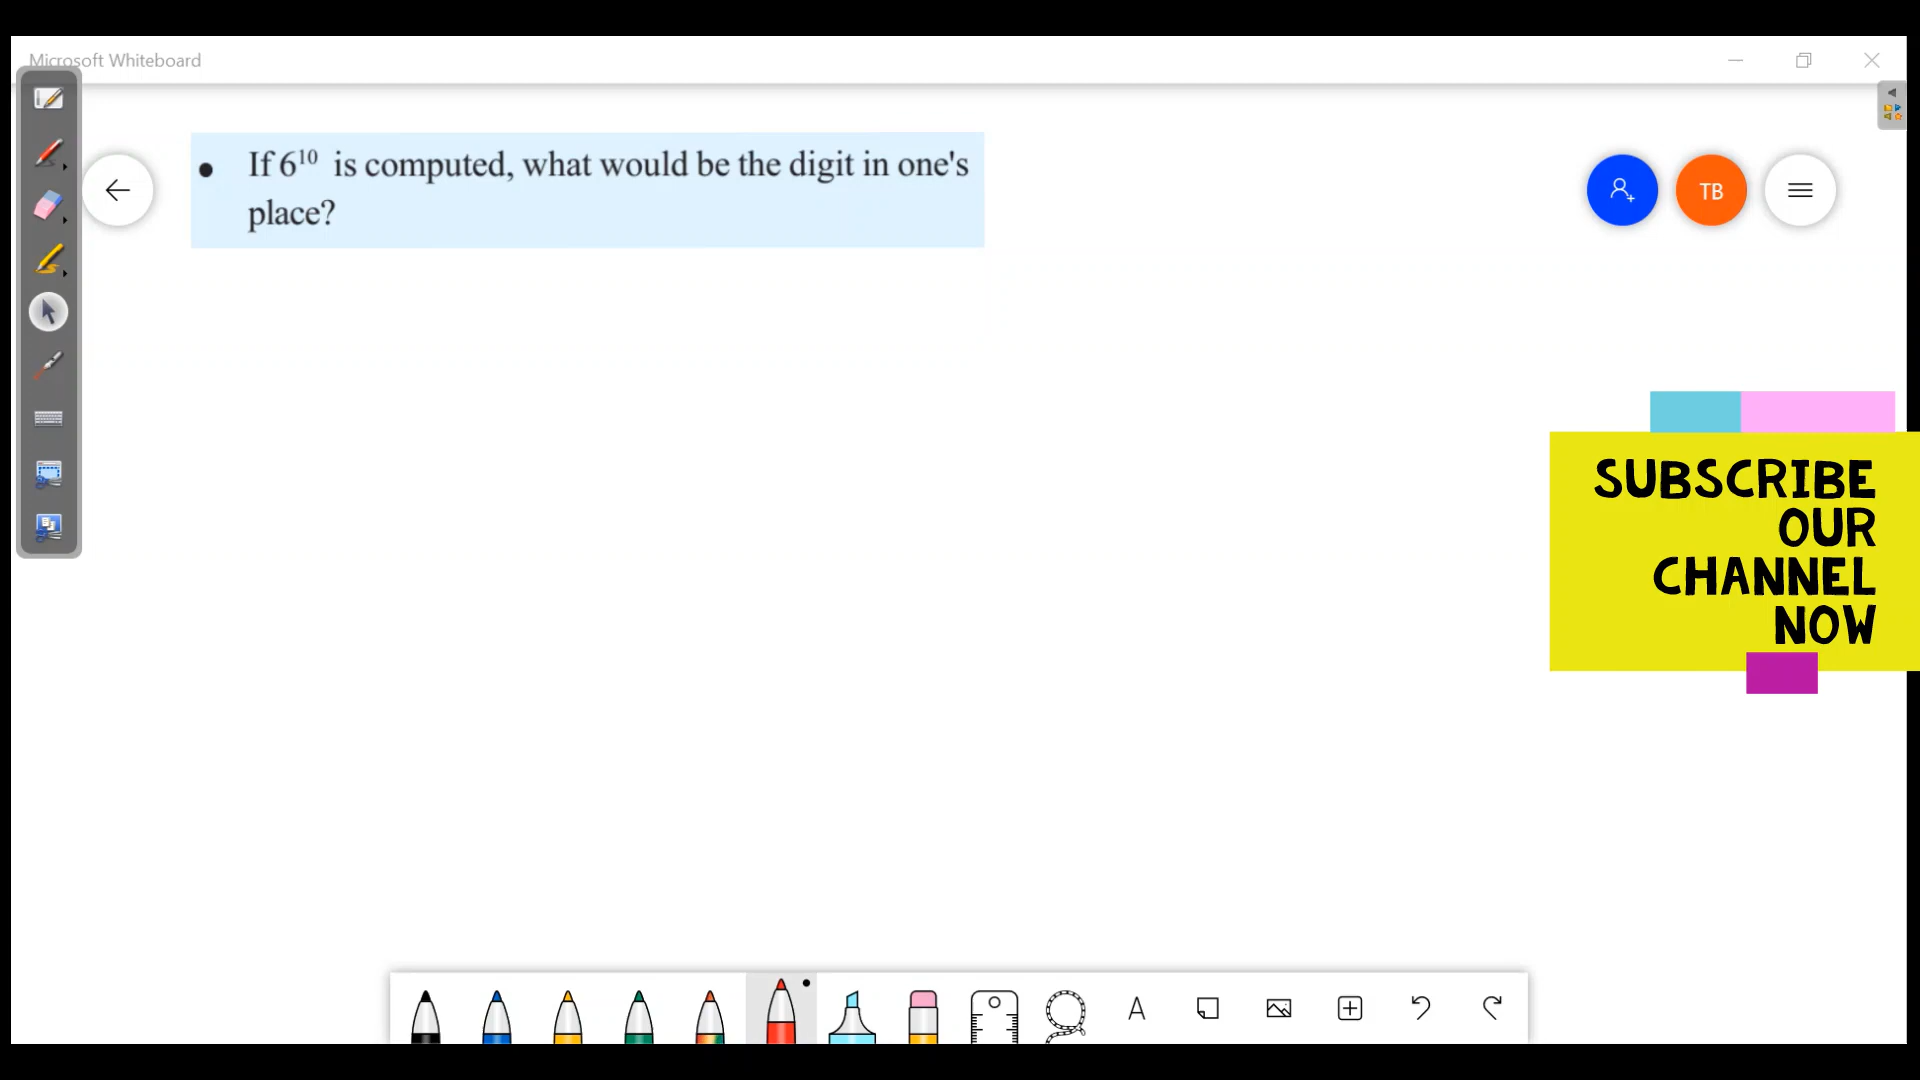 Microsoft Whiteboard
• If 6¹⁰ is computed, what would be the digit in one's
place?
TB
SUBSCRIBE
OUR
CHANNEL
NOW
A